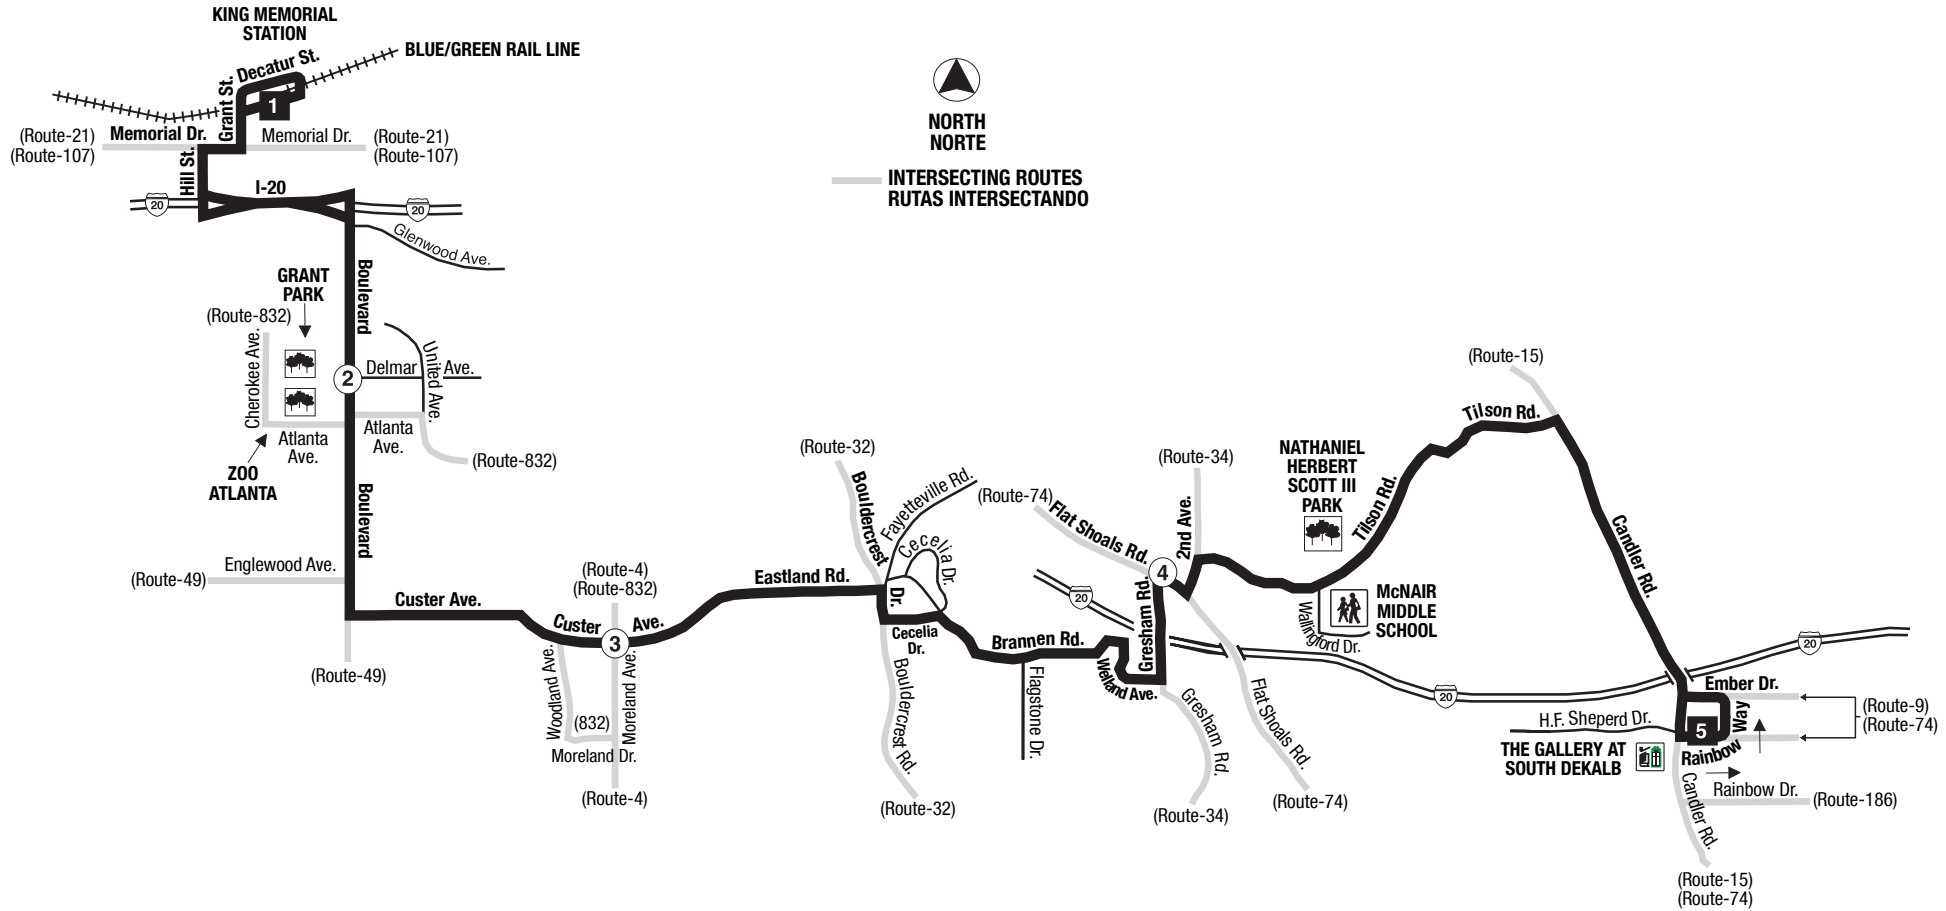 KING MEMORIAL
STATION
BLUE/GREEN RAIL LINE
Decatur St.
Grant St.
1
(Route-21)
(Route-107)
Memorial Dr.
Memorial Dr.
(Route-21)
(Route-107)
Hill St.
I-20
20
20
Glenwood Ave.
NORTH
NORTE
INTERSECTING ROUTES
RUTAS INTERSECTANDO
GRANT
PARK
Boulevard
(Route-832)
Cherokee Ave.
2
Delmar Ave.
United Ave.
Atlanta
Ave.
Atlanta
Ave.
(Route-832)
ZOO
ATLANTA
Boulevard
Englewood Ave.
(Route-49)
Custer Ave.
(Route-49)
(Route-4)
(Route-832)
Custer Ave.
3
Woodland Ave.
(832)
Moreland Ave.
Moreland Dr.
(Route-4)
Eastland Rd.
(Route-32)
Bouldercrest Dr.
Fayetteville Rd.
Cecelia Dr.
Cecelia
Dr.
Bouldercrest Rd.
(Route-32)
Brannen Rd.
Flagstone Dr.
Welland Ave.
Gresham Rd.
(Route-74)
Flat Shoals Rd.
20
4
(Route-34)
2nd Ave.
Gresham Rd.
(Route-34)
Flat Shoals Rd.
(Route-74)
NATHANIEL
HERBERT
SCOTT III
PARK
Tilson Rd.
Wallingford Dr.
McNAIR
MIDDLE
SCHOOL
(Route-15)
Tilson Rd.
Candler Rd.
20
20
Ember Dr.
(Route-9)
(Route-74)
H.F. Sheperd Dr.
5
Rainbow Way
THE GALLERY AT
SOUTH DEKALB
Rainbow Dr.
(Route-186)
Candler Rd.
(Route-15)
(Route-74)